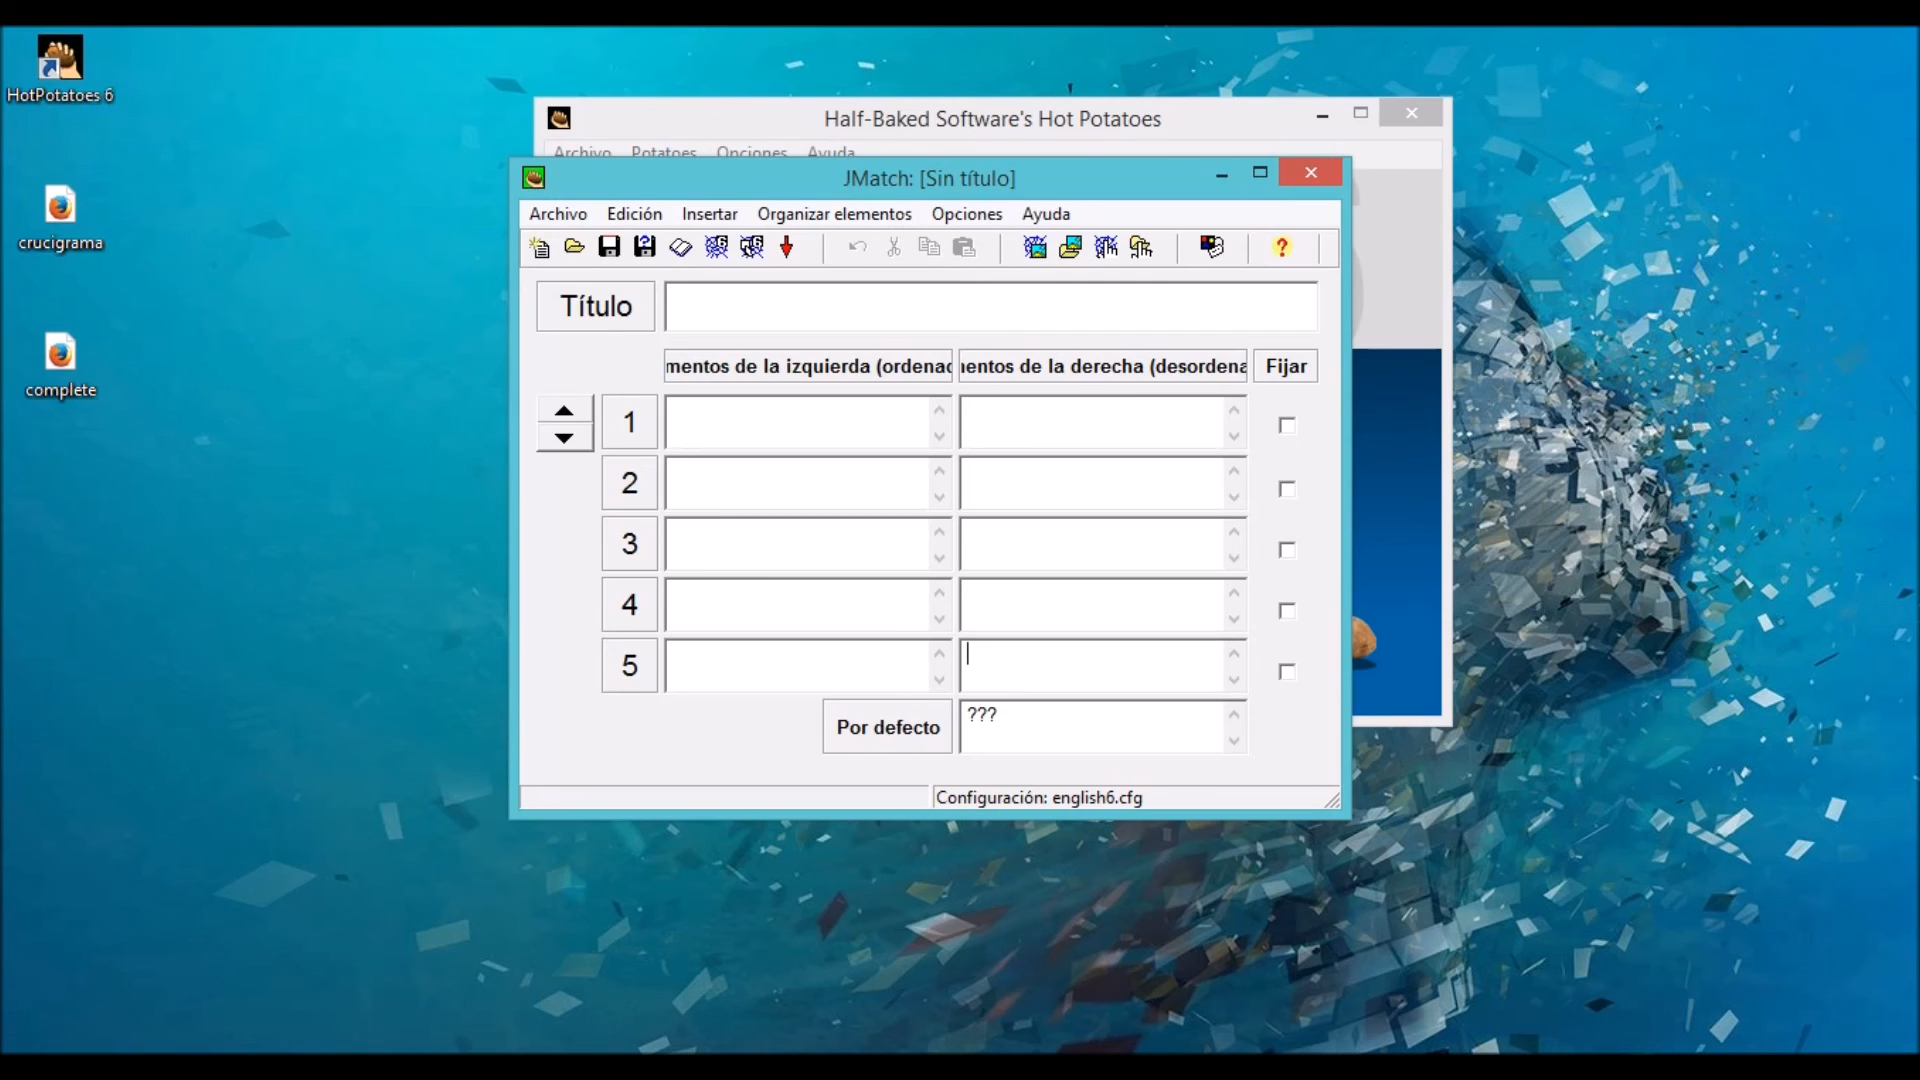 HotPotatoes 6
crucigrama
complete
Half-Baked Software's Hot Potatoes
Archivo Potatoes Opciones Ayuda
JMatch: [Sin título]
Archivo Edición Insertar Organizar elementos Opciones Ayuda
Título
mentos de la izquierda (ordenad
nentos de la derecha (desordena
Fijar
1
2
3
4
5
Por defecto
???
Configuración: english6.cfg